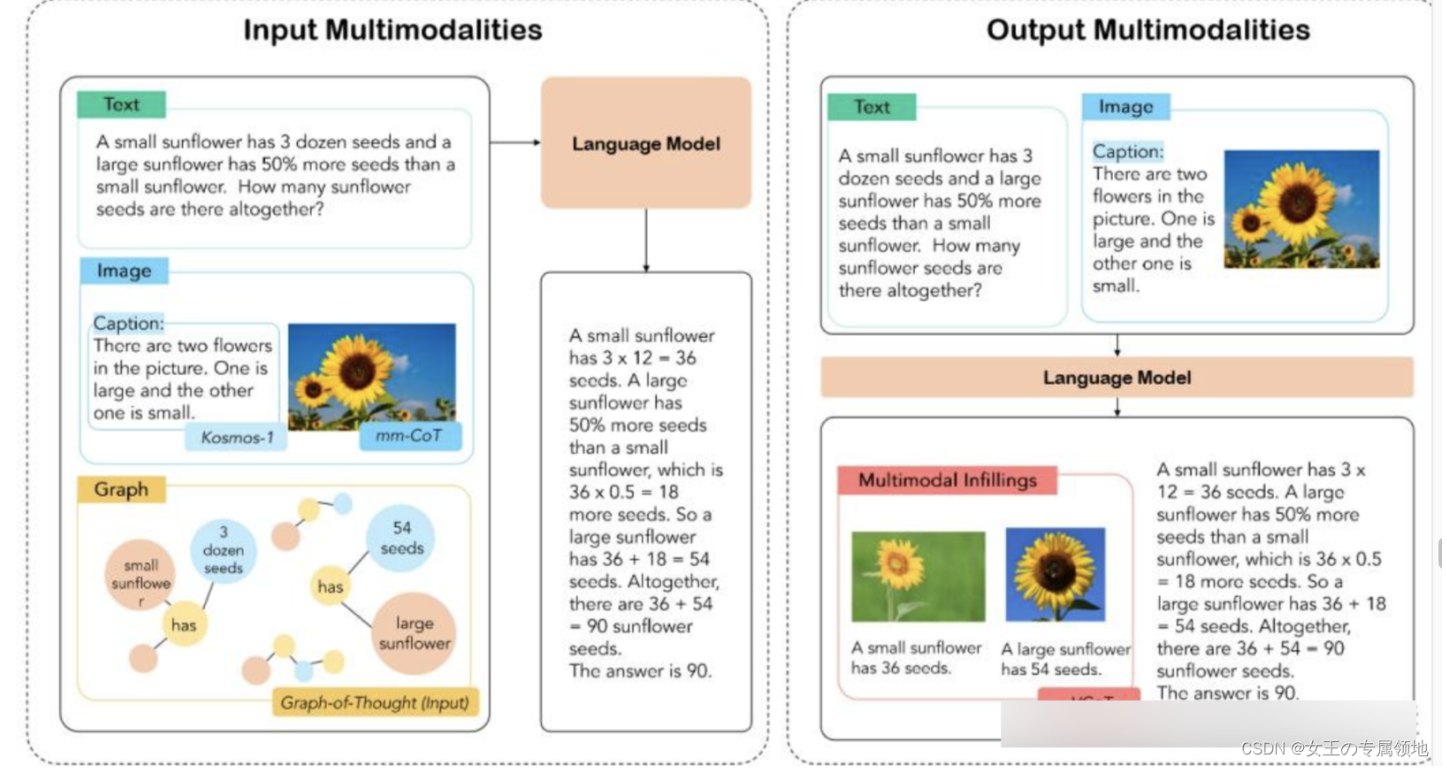 Input Multimodalities
Text
A small sunflower has 3 dozen seeds and a
large sunflower has 50% more seeds than a
small sunflower. How many sunflower
seeds are there altogether?
Image
Caption:
There are two flowers
in the picture. One is
large and the other
one is small.
Kosmos-1
mm-CoT
Graph
small
sunflowe
r
3
dozen
seeds
has
54
seeds
has
large
sunflower
Graph-of-Thought (Input)
Language Model
A small sunflower
has 3 x 12 = 36
seeds. A large
sunflower has
50% more seeds
than a small
sunflower, which is
36 x 0.5 = 18
more seeds. So a
large sunflower
has 36 + 18 = 54
seeds. Altogether,
there are 36 + 54
= 90 sunflower
seeds.
The answer is 90.
Output Multimodalities
Text
A small sunflower has 3
dozen seeds and a large
sunflower has 50% more
seeds than a small
sunflower. How many
sunflower seeds are
there altogether?
Image
Caption:
There are two
flowers in the
picture. One is
large and the
other one is
small.
Language Model
Multimodal Infillings
A small sunflower
has 36 seeds.
A large sunflower
has 54 seeds.
A small sunflower has 3 x
12 = 36 seeds. A large
sunflower has 50% more
seeds than a small
sunflower, which is 36 x 0.5
= 18 more seeds. So a
large sunflower has 36 + 18
= 54 seeds. Altogether,
there are 36 + 54 = 90
sunflower seeds.
The answer is 90.
CSDN @女王の专属领地